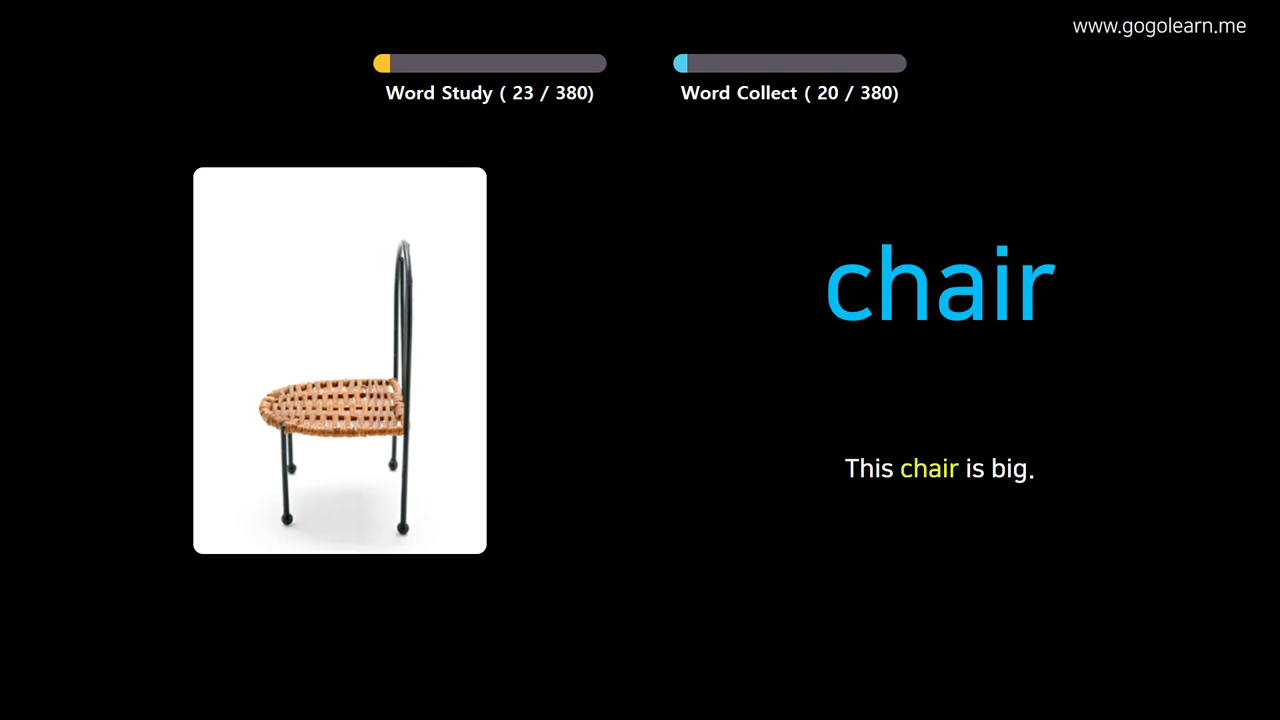 www.gogolearn.me
Word Study ( 23 / 380)
Word Collect ( 20 / 380)
chair
This chair is big.